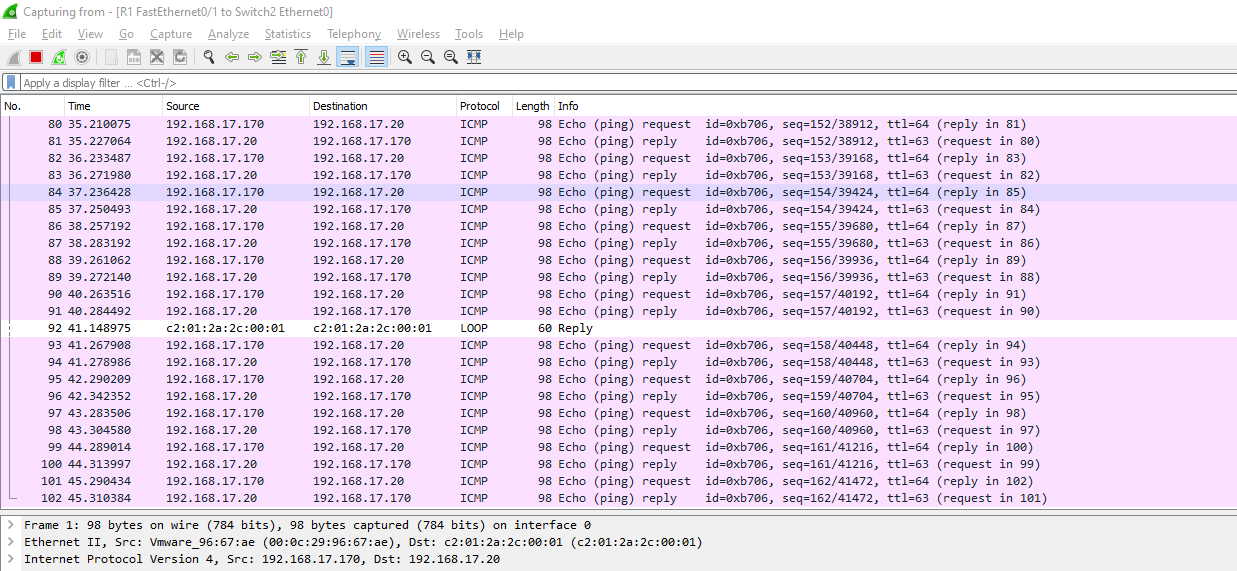 Capturing from - [R1 FastEthernet0/1 to Switch2 Ethernet0]
File Edit View Go Capture Analyze Statistics Telephony Wireless Tools Help
Apply a display filter ... <Ctrl-/>
No. Time Source Destination Protocol Length Info
80 35.210075 192.168.17.170 192.168.17.20 ICMP 98 Echo (ping) request id=0xb706, seq=152/38912, ttl=64 (reply in 81)
81 35.227064 192.168.17.20 192.168.17.170 ICMP 98 Echo (ping) reply id=0xb706, seq=152/38912, ttl=63 (request in 80)
82 36.233487 192.168.17.170 192.168.17.20 ICMP 98 Echo (ping) request id=0xb706, seq=153/39168, ttl=64 (reply in 83)
83 36.271980 192.168.17.20 192.168.17.170 ICMP 98 Echo (ping) reply id=0xb706, seq=153/39168, ttl=63 (request in 82)
84 37.236428 192.168.17.170 192.168.17.20 ICMP 98 Echo (ping) request id=0xb706, seq=154/39424, ttl=64 (reply in 85)
85 37.250493 192.168.17.20 192.168.17.170 ICMP 98 Echo (ping) reply id=0xb706, seq=154/39424, ttl=63 (request in 84)
86 38.257192 192.168.17.170 192.168.17.20 ICMP 98 Echo (ping) request id=0xb706, seq=155/39680, ttl=64 (reply in 87)
87 38.283192 192.168.17.20 192.168.17.170 ICMP 98 Echo (ping) reply id=0xb706, seq=155/39680, ttl=63 (request in 86)
88 39.261062 192.168.17.170 192.168.17.20 ICMP 98 Echo (ping) request id=0xb706, seq=156/39936, ttl=64 (reply in 89)
89 39.272140 192.168.17.20 192.168.17.170 ICMP 98 Echo (ping) reply id=0xb706, seq=156/39936, ttl=63 (request in 88)
90 40.263516 192.168.17.170 192.168.17.20 ICMP 98 Echo (ping) request id=0xb706, seq=157/40192, ttl=64 (reply in 91)
91 40.284492 192.168.17.20 192.168.17.170 ICMP 98 Echo (ping) reply id=0xb706, seq=157/40192, ttl=63 (request in 90)
92 41.148975 c2:01:2a:2c:00:01 c2:01:2a:2c:00:01 LOOP 60 Reply
93 41.267908 192.168.17.170 192.168.17.20 ICMP 98 Echo (ping) request id=0xb706, seq=158/40448, ttl=64 (reply in 94)
94 41.278986 192.168.17.20 192.168.17.170 ICMP 98 Echo (ping) reply id=0xb706, seq=158/40448, ttl=63 (request in 93)
95 42.290209 192.168.17.170 192.168.17.20 ICMP 98 Echo (ping) request id=0xb706, seq=159/40704, ttl=64 (reply in 96)
96 42.342352 192.168.17.20 192.168.17.170 ICMP 98 Echo (ping) reply id=0xb706, seq=159/40704, ttl=63 (request in 95)
97 43.283506 192.168.17.170 192.168.17.20 ICMP 98 Echo (ping) request id=0xb706, seq=160/40960, ttl=64 (reply in 98)
98 43.304580 192.168.17.20 192.168.17.170 ICMP 98 Echo (ping) reply id=0xb706, seq=160/40960, ttl=63 (request in 97)
99 44.289014 192.168.17.170 192.168.17.20 ICMP 98 Echo (ping) request id=0xb706, seq=161/41216, ttl=64 (reply in 100)
100 44.313997 192.168.17.20 192.168.17.170 ICMP 98 Echo (ping) reply id=0xb706, seq=161/41216, ttl=63 (request in 99)
101 45.290434 192.168.17.170 192.168.17.20 ICMP 98 Echo (ping) request id=0xb706, seq=162/41472, ttl=64 (reply in 102)
102 45.310384 192.168.17.20 192.168.17.170 ICMP 98 Echo (ping) reply id=0xb706, seq=162/41472, ttl=63 (request in 101)
Frame 1: 98 bytes on wire (784 bits), 98 bytes captured (784 bits) on interface 0
Ethernet II, Src: Vmware_96:67:ae (00:0c:29:96:67:ae), Dst: c2:01:2a:2c:00:01 (c2:01:2a:2c:00:01)
Internet Protocol Version 4, Src: 192.168.17.170, Dst: 192.168.17.20